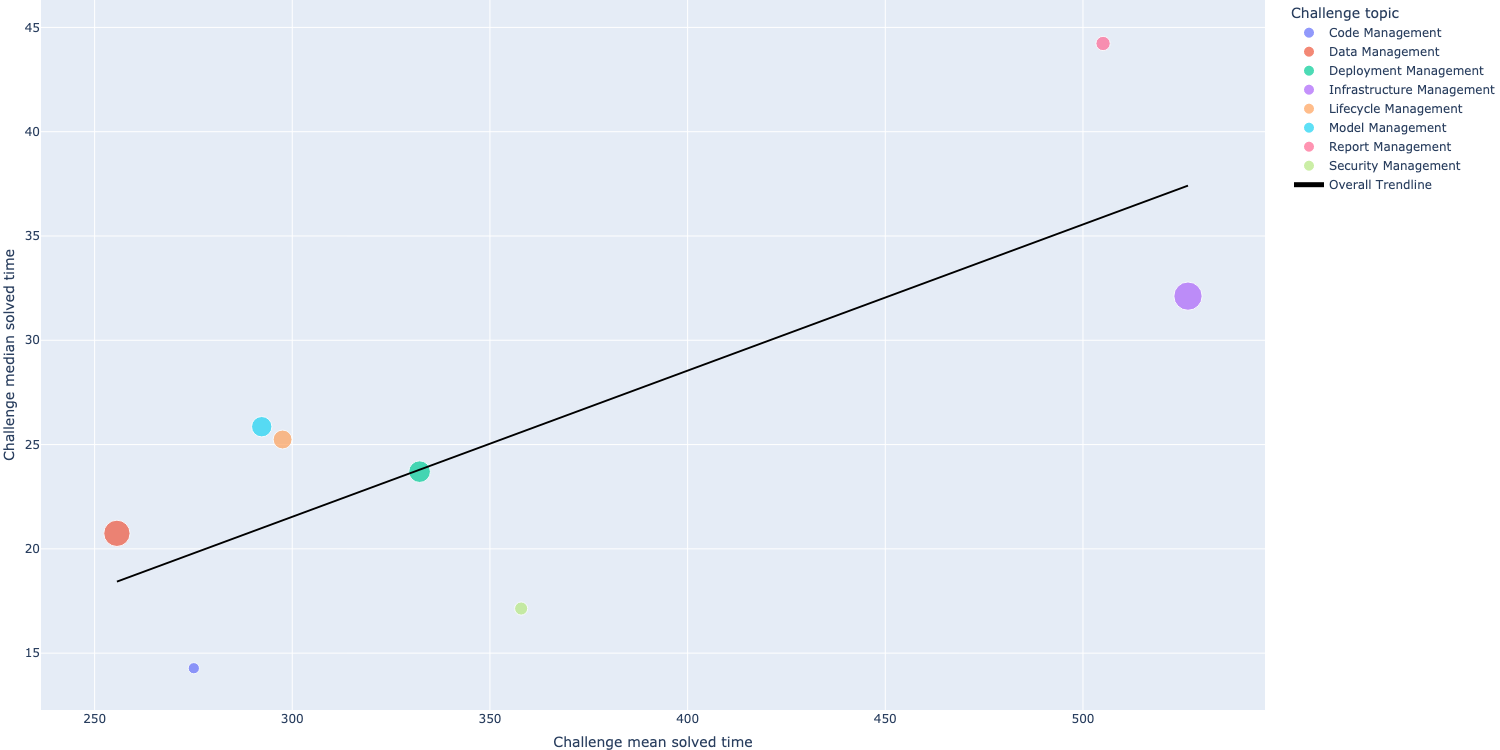 Challenge topic
Code Management
Data Management
Deployment Management
Infrastructure Management
Lifecycle Management
Model Management
Report Management
Security Management
Overall Trendline
Challenge median solved time
45
40
35
30
25
20
15
250 300 350 400 450 500
Challenge mean solved time